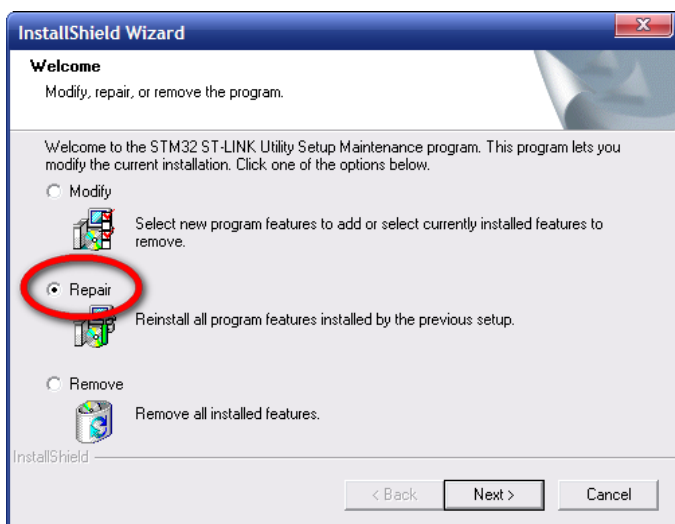 InstallShield Wizard
Welcome
Modify, repair, or remove the program.
Welcome to the STM32 ST-LINK Utility Setup Maintenance program. This program lets you
modify the current installation. Click one of the options below.
Modify
Select new program features to add or select currently installed features to
remove.
Repair
Reinstall all program features installed by the previous setup.
Remove
Remove all installed features.
InstallShield
< Back Next > Cancel